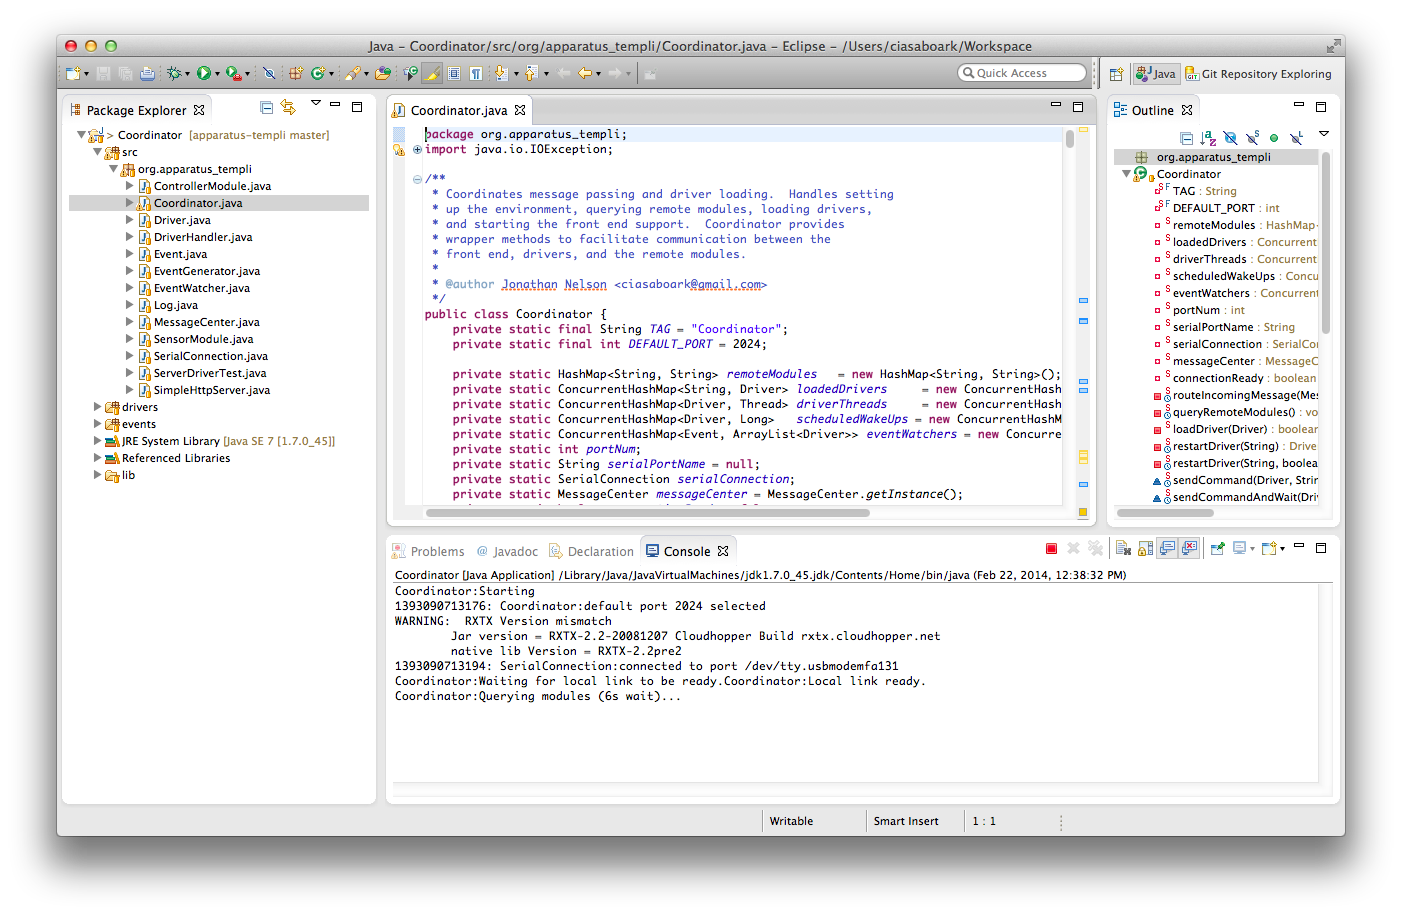 Java – Coordinator/src/org/apparatus_templi/Coordinator.java – Eclipse – /Users/ciasaboark/Workspace
Quick Access
Java
Git Repository Exploring
Package Explorer
> Coordinator [apparatus-templi master]
src
org.apparatus_templi
ControllerModule.java
Coordinator.java
Driver.java
DriverHandler.java
Event.java
EventGenerator.java
EventWatcher.java
Log.java
MessageCenter.java
SensorModule.java
SerialConnection.java
ServerDriverTest.java
SimpleHttpServer.java
drivers
events
JRE System Library [Java SE 7 [1.7.0_45]]
Referenced Libraries
lib
Coordinator.java
package org.apparatus_templi;
import java.io.IOException;
/**
* Coordinates message passing and driver loading.  Handles setting
* up the environment, querying remote modules, loading drivers,
* and starting the front end support.  Coordinator provides
* wrapper methods to facilitate communication between the
* front end, drivers, and the remote modules.
*
* @author Jonathan Nelson <ciasaboark@gmail.com>
*/
public class Coordinator {
private static final String TAG = "Coordinator";
private static final int DEFAULT_PORT = 2024;
private static HashMap<String, String> remoteModules   = new HashMap<String, String>();
private static ConcurrentHashMap<String, Driver> loadedDrivers     = new ConcurrentHash
private static ConcurrentHashMap<Driver, Thread> driverThreads     = new ConcurrentHash
private static ConcurrentHashMap<Driver, Long>   scheduledWakeUps = new ConcurrentHashM
private static ConcurrentHashMap<Event, ArrayList<Driver>> eventWatchers = new Concurre
private static int portNum;
private static String serialPortName = null;
private static SerialConnection serialConnection;
private static MessageCenter messageCenter = MessageCenter.getInstance();
Outline
org.apparatus_templi
Coordinator
TAG : String
DEFAULT_PORT : int
remoteModules : HashMap
loadedDrivers : Concurrent
driverThreads : Concurrent
scheduledWakeUps : Concu
eventWatchers : Concurrent
portNum : int
serialPortName : String
serialConnection : SerialCo
messageCenter : MessageC
connectionReady : boolean
routeIncomingMessage(Me
queryRemoteModules() : vo
loadDriver(Driver) : boolean
restartDriver(String) : Drive
restartDriver(String, boolea
sendCommand(Driver, Strin
sendCommandAndWait(Dri
Problems
@ Javadoc
Declaration
Console
Coordinator [Java Application] /Library/Java/JavaVirtualMachines/jdk1.7.0_45.jdk/Contents/Home/bin/java (Feb 22, 2014, 12:38:32 PM)
Coordinator:Starting
1393090713176: Coordinator:default port 2024 selected
WARNING:  RXTX Version mismatch
Jar version = RXTX-2.2-20081207 Cloudhopper Build rxtx.cloudhopper.net
native lib Version = RXTX-2.2pre2
1393090713194: SerialConnection:connected to port /dev/tty.usbmodemfa131
Coordinator:Waiting for local link to be ready.Coordinator:Local link ready.
Coordinator:Querying modules (6s wait)...
Writable
Smart Insert
1 : 1